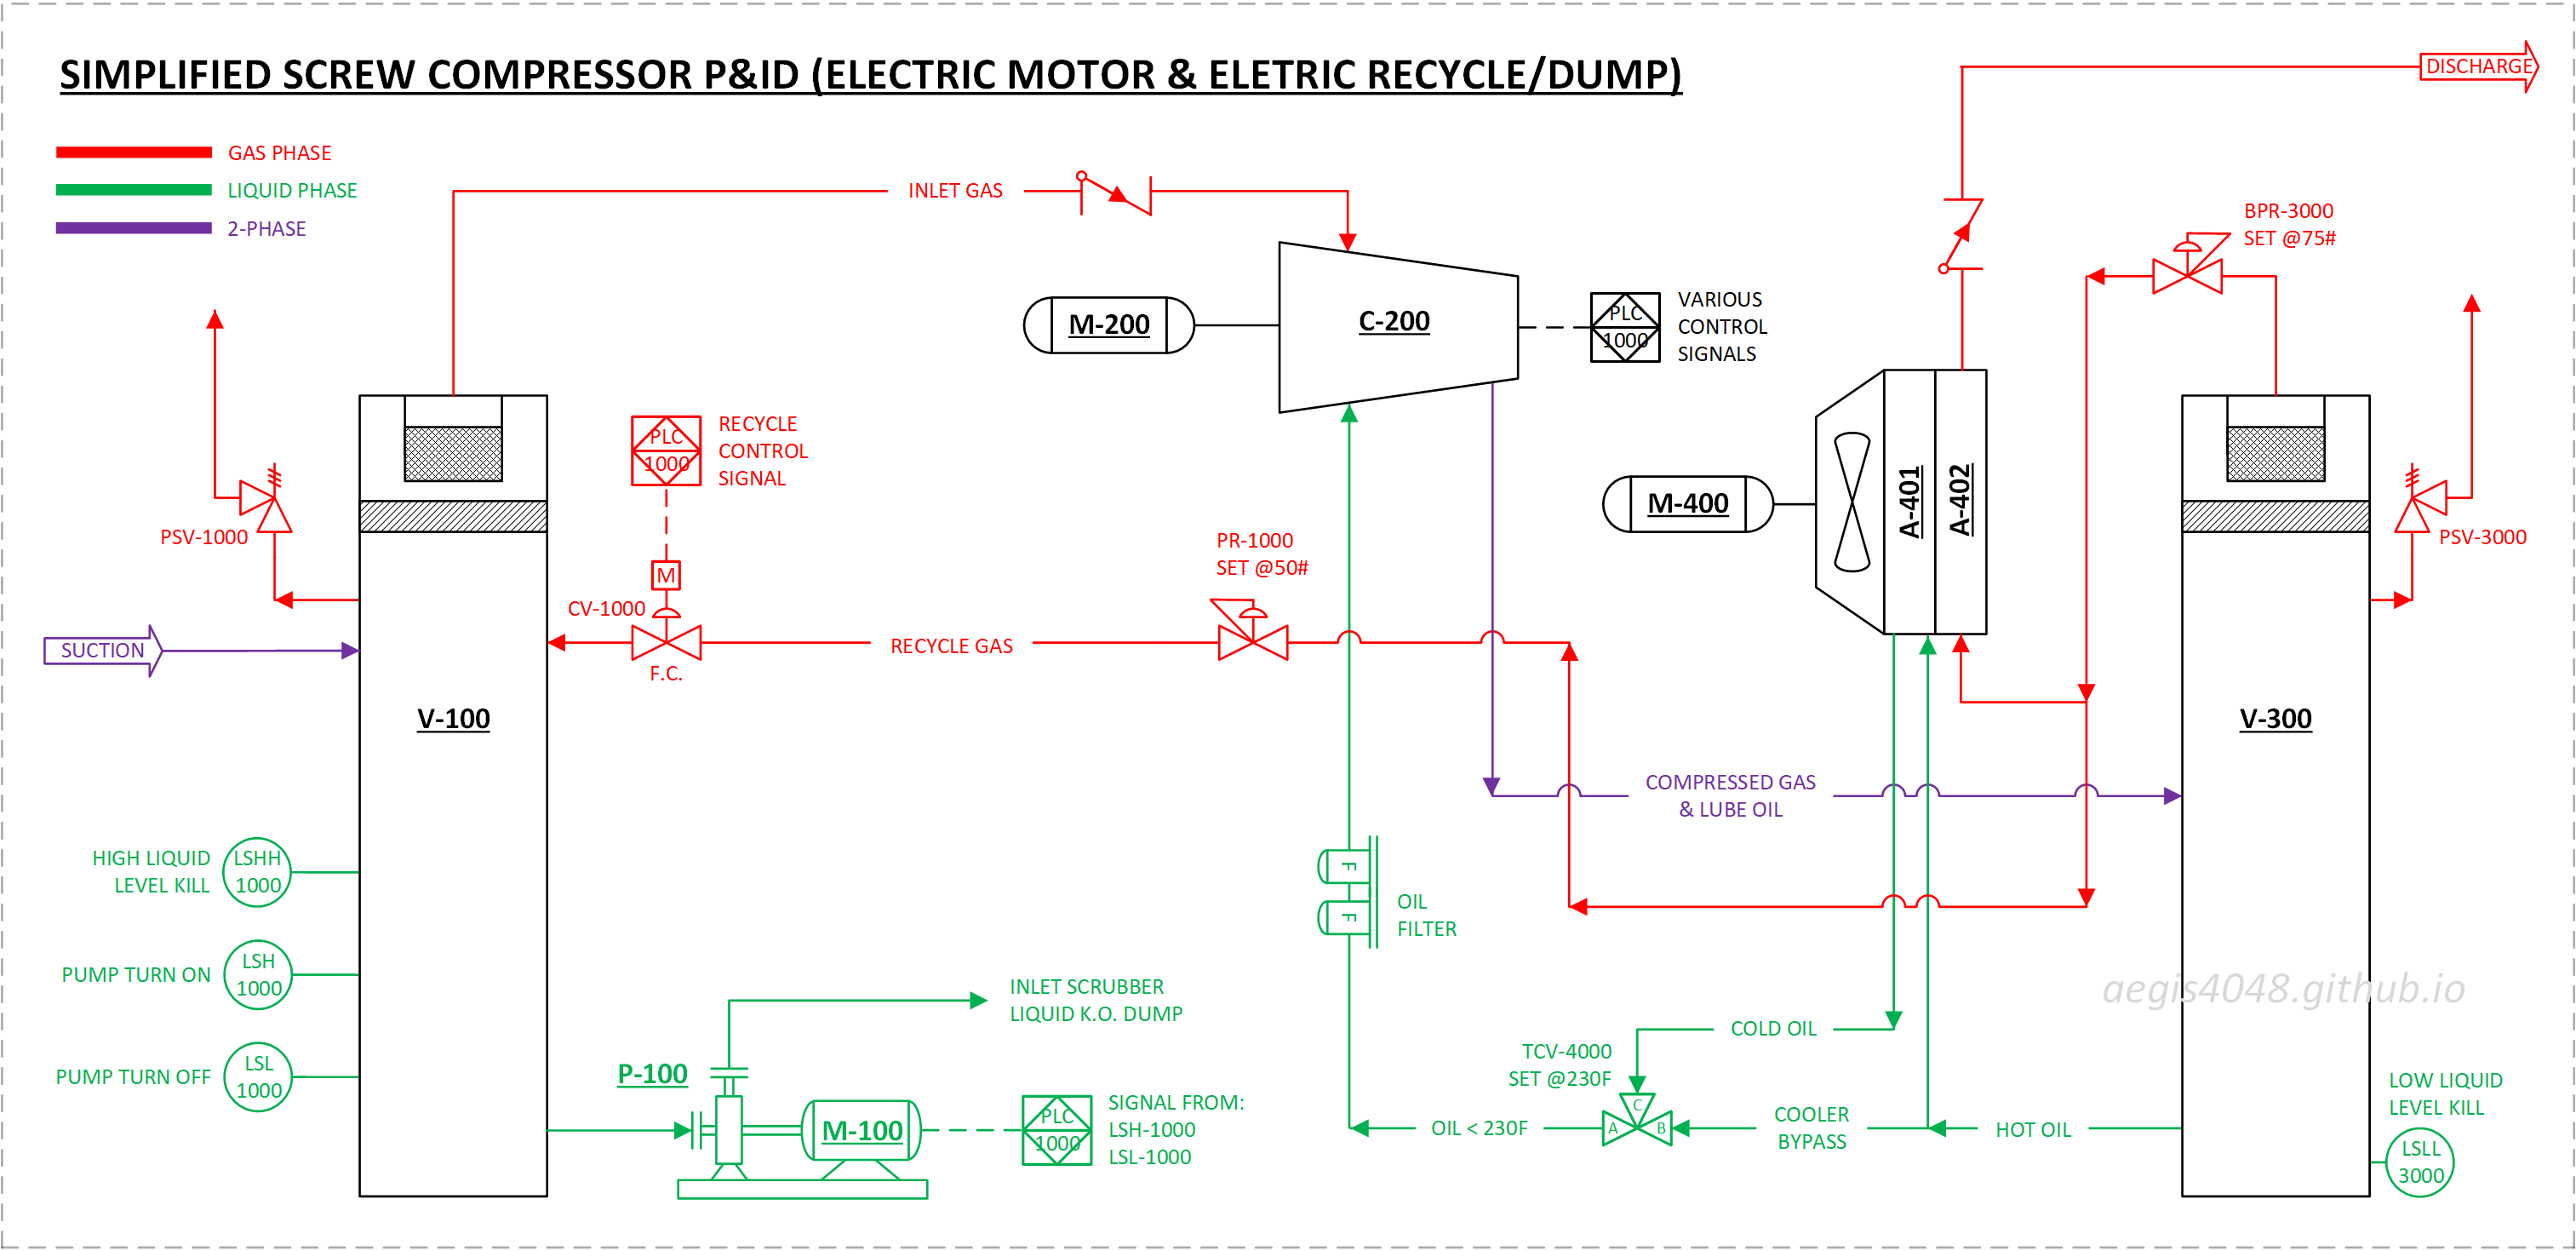 SIMPLIFIED SCREW COMPRESSOR P&ID (ELECTRIC MOTOR & ELETRIC RECYCLE/DUMP)
DISCHARGE
GAS PHASE
LIQUID PHASE
2-PHASE
INLET GAS
BPR-3000
SET @75#
M-200
C-200
PLC
1000
VARIOUS
CONTROL
SIGNALS
PLC
1000
RECYCLE
CONTROL
SIGNAL
M-400
A-401
A-402
PSV-1000
PSV-3000
PR-1000
SET @50#
M
CV-1000
F.C.
RECYCLE GAS
SUCTION
V-100
V-300
COMPRESSED GAS
& LUBE OIL
HIGH LIQUID
LEVEL KILL
LSHH
1000
F
F
OIL
FILTER
PUMP TURN ON
LSH
1000
INLET SCRUBBER
LIQUID K.O. DUMP
aegis4048.github.io
COLD OIL
PUMP TURN OFF
LSL
1000
P-100
M-100
PLC
1000
SIGNAL FROM:
LSH-1000
LSL-1000
TCV-4000
SET @230F
C
A
B
OIL < 230F
COOLER
BYPASS
HOT OIL
LOW LIQUID
LEVEL KILL
LSLL
3000